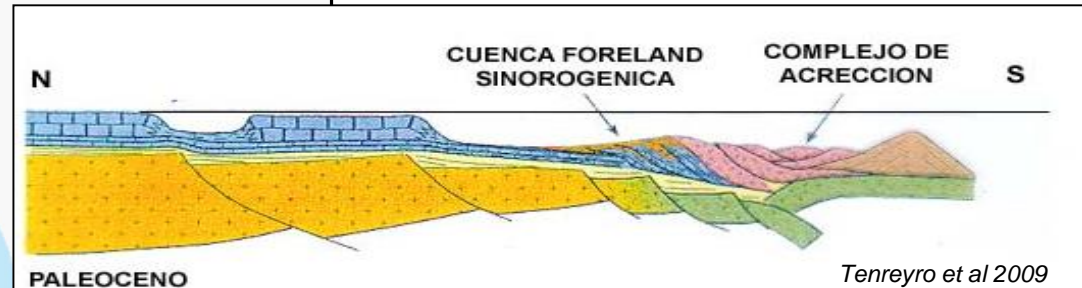 CUENCA FORELAND
SINOROGENICA
COMPLEJO DE
ACRECCION
N
S
PALEOCENO
Tenreyro et al 2009